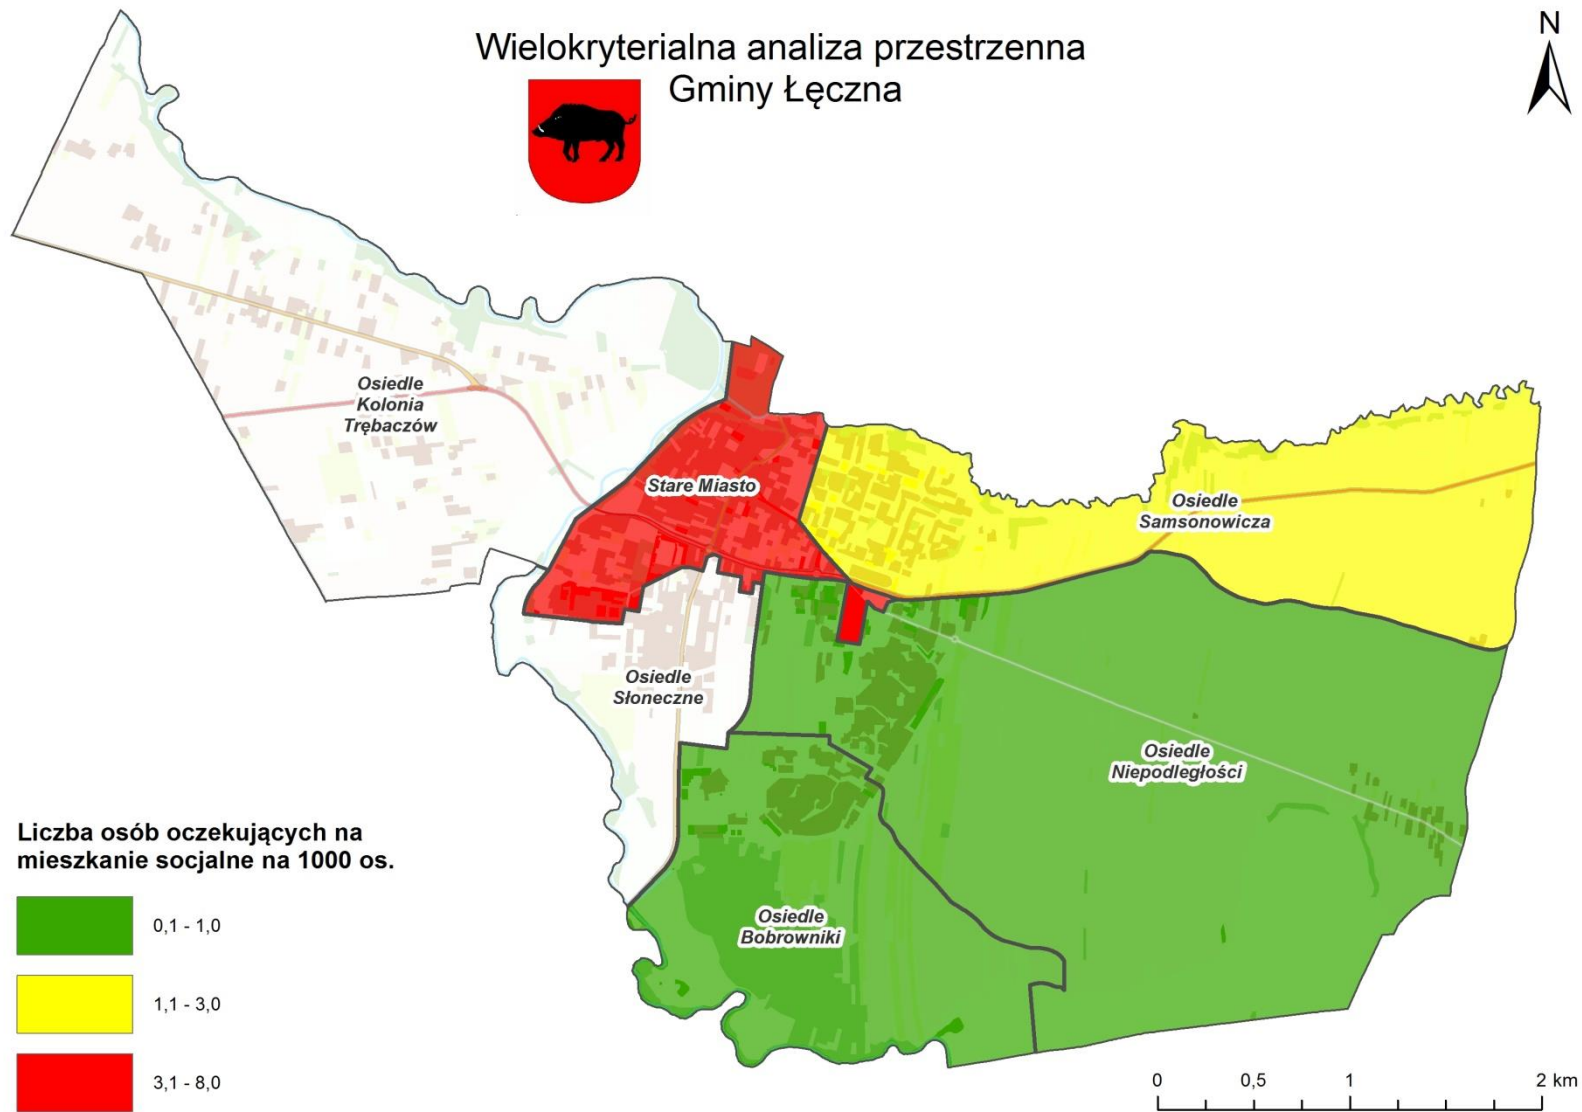 Wielokryterialna analiza przestrzenna
Gminy Łęczna
N
Osiedle
Kolonia
Trębaczów
Stare Miasto
Osiedle
Samsonowicza
Osiedle
Słoneczne
Osiedle
Niepodległości
Osiedle
Bobrowniki
Liczba osób oczekujących na
mieszkanie socjalne na 1000 os.
0,1 - 1,0
1,1 - 3,0
3,1 - 8,0
0 0,5 1 2 km